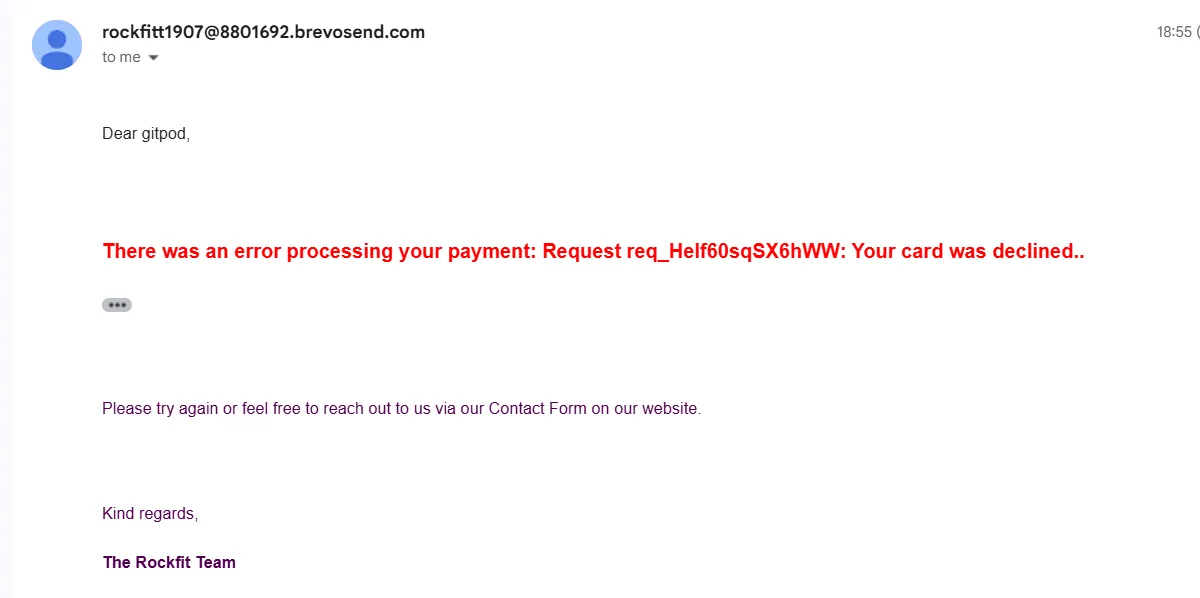 rockfitt1907@8801692.brevosend.com
18:55 (
to me
Dear gitpod,
There was an error processing your payment: Request req_Helf60sqSX6hWW: Your card was declined..
Please try again or feel free to reach out to us via our Contact Form on our website.
Kind regards,
The Rockfit Team